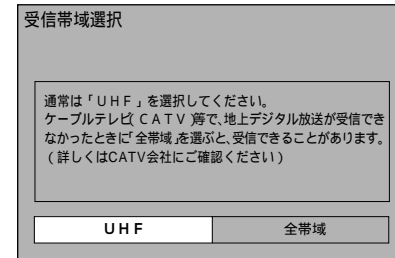 受信帯域選択
通常は「UHF」を選択してください。
ケーブルテレビ(CATV)等で、地上デジタル放送が受信でき
なかったときに「全帯域」を選ぶと、受信できることがあります。
(詳しくはCATV会社にご確認ください)
UHF
全帯域